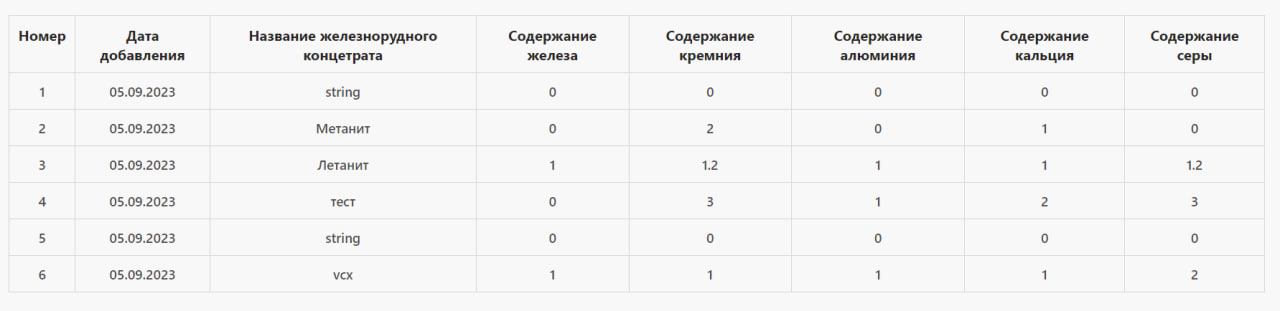 Номер Дата добавления Название железнорудного концетрата Содержание железа Содержание кремния Содержание алюминия Содержание кальция Содержание серы
1 05.09.2023 string 0 0 0 0 0
2 05.09.2023 Метанит 0 2 0 1 0
3 05.09.2023 Летанит 1 1.2 1 1 1.2
4 05.09.2023 тест 0 3 1 2 3
5 05.09.2023 string 0 0 0 0 0
6 05.09.2023 vcx 1 1 1 1 2